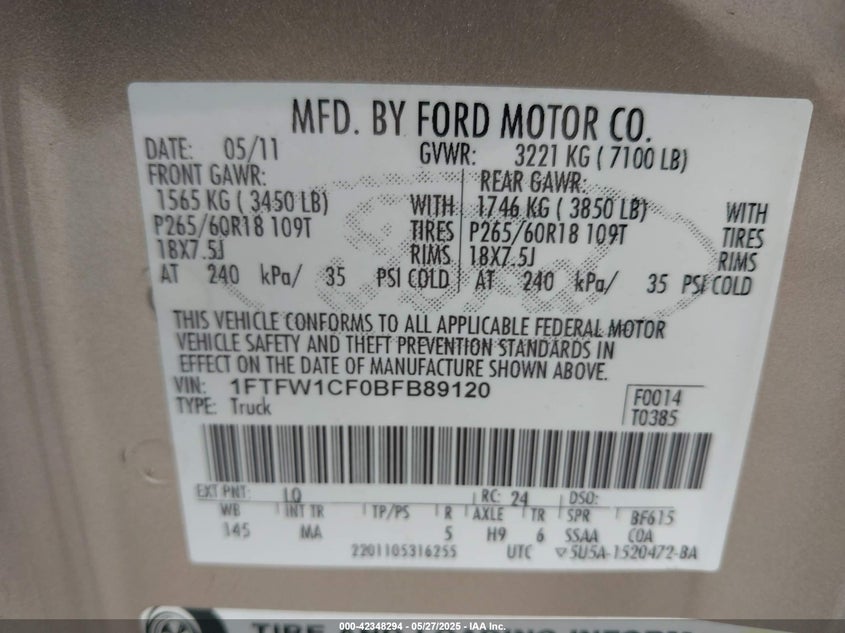 MFD. BY FORD MOTOR CO.
DATE: 05/11 GVWR: 3221 KG ( 7100 LB)
FRONT GAWR: REAR GAWR:
1565 KG ( 3450 LB) WITH 1746 KG ( 3850 LB) WITH
P265/60R18 109T TIRES P265/60R18 109T TIRES
18X7.5J RIMS 18X7.5J RIMS
AT 240 kPa/ 35 PSI COLD AT 240 kPa/ 35 PSI COLD
THIS VEHICLE CONFORMS TO ALL APPLICABLE FEDERAL MOTOR
VEHICLE SAFETY AND THEFT PREVENTION STANDARDS IN
EFFECT ON THE DATE OF MANUFACTURE SHOWN ABOVE.
VIN: 1FTFW1CF0BFB89120 F0014
TYPE: Truck T0385
EXT PNT: LQ RC: 24 DSO:
WB INT TR TP/PS R AXLE TR SPR BF615
145 MA 5 H9 6 SSAA COA
2201105316255 UTC ▽5U5A-1520472-BA
000-42348294 - 05/27/2025 - IAA Inc.